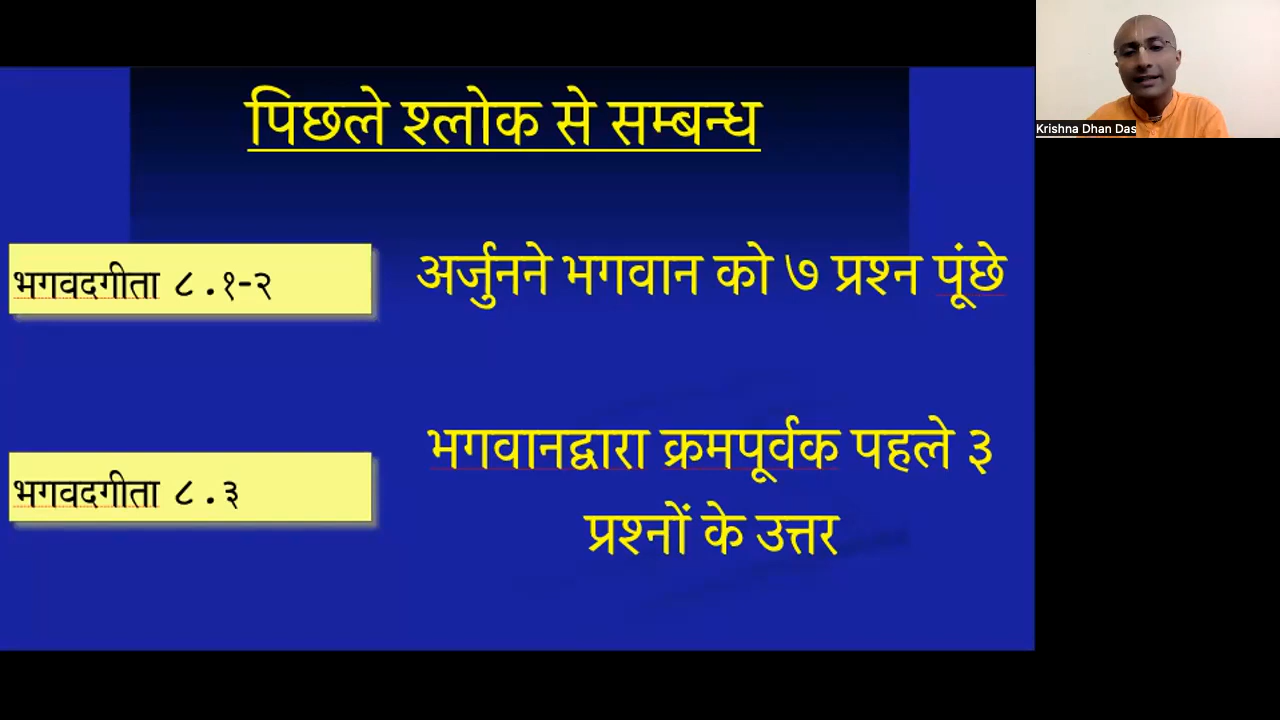 पिछले श्लोक से सम्बन्ध
भगवदगीता ८.१-२
अर्जुनने भगवान को ७ प्रश्न पूंछे
भगवदगीता ८.३
भगवानद्वारा क्रमपूर्वक पहले ३
प्रश्नों के उत्तर
Krishna Dhan Das